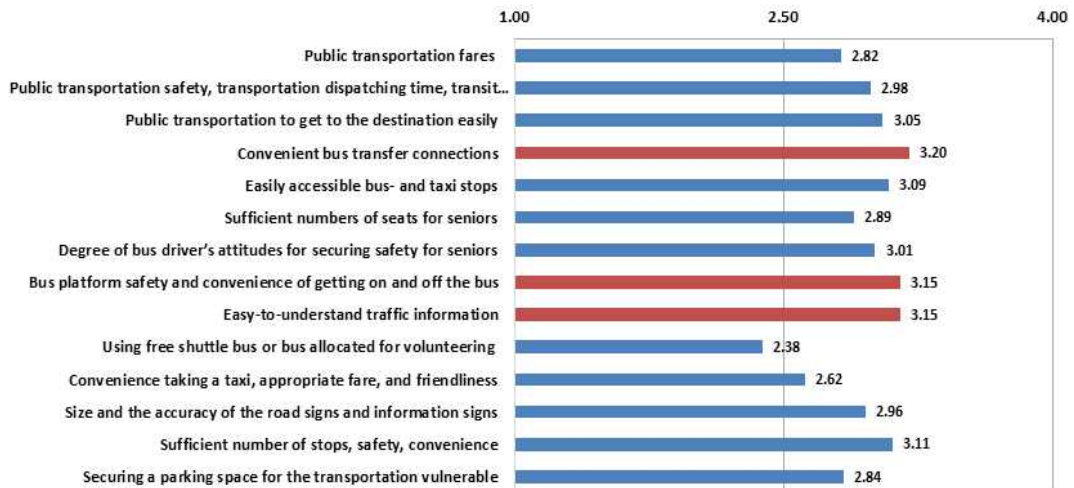 1.00 2.50 4.00
Public transportation fares 2.82
Public transportation safety, transportation dispatching time, transit... 2.98
Public transportation to get to the destination easily 3.05
Convenient bus transfer connections 3.20
Easily accessible bus- and taxi stops 3.09
Sufficient numbers of seats for seniors 2.89
Degree of bus driver's attitudes for securing safety for seniors 3.01
Bus platform safety and convenience of getting on and off the bus 3.15
Easy-to-understand traffic information 3.15
Using free shuttle bus or bus allocated for volunteering 2.38
Convenience taking a taxi, appropriate fare, and friendliness 2.62
Size and the accuracy of the road signs and information signs 2.96
Sufficient number of stops, safety, convenience 3.11
Securing a parking space for the transportation vulnerable 2.84